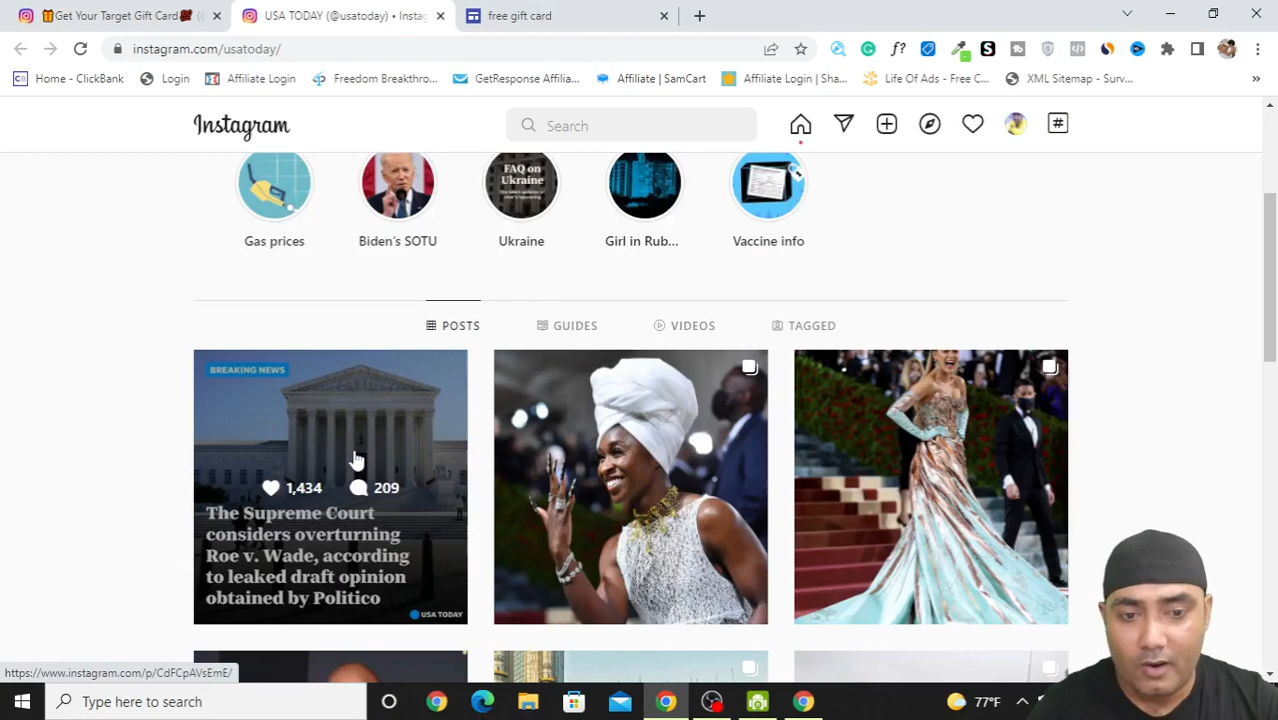 🎁Get Your Target Gift Card🎁 (
USA TODAY (@usatoday) • Instag
free gift card
instagram.com/usatoday/
Home - ClickBank
Login
Affiliate Login
Freedom Breakthro...
GetResponse Affilia...
Affiliate | SamCart
Affiliate Login | Sha...
Life Of Ads - Free C...
XML Sitemap - Surv...
»
Instagram
Search
FAQ on
Ukraine
Gas prices
Biden's SOTU
Ukraine
Girl in Rub...
Vaccine info
POSTS
GUIDES
VIDEOS
TAGGED
BREAKING NEWS
1,434
209
The Supreme Court
considers overturning
Roe v. Wade, according
to leaked draft opinion
obtained by Politico
USA TODAY
https://www.instagram.com/p/CdFCpAVsEmE/
Type here to search
77°F